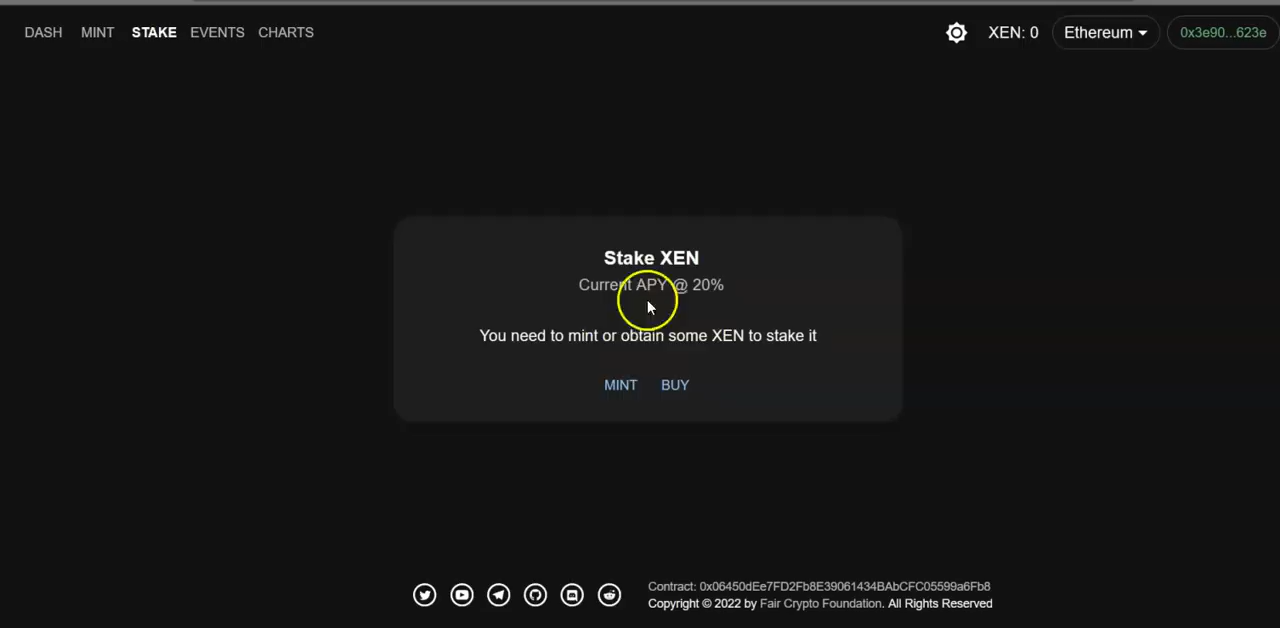 DASH MINT STAKE EVENTS CHARTS XEN: 0 Ethereum 0x3e90...623e
Stake XEN
Current APY @ 20%
You need to mint or obtain some XEN to stake it
MINT BUY
Contract: 0x06450dEe7FD2Fb8E39061434BAbCFC05599a6Fb8
Copyright © 2022 by Fair Crypto Foundation. All Rights Reserved